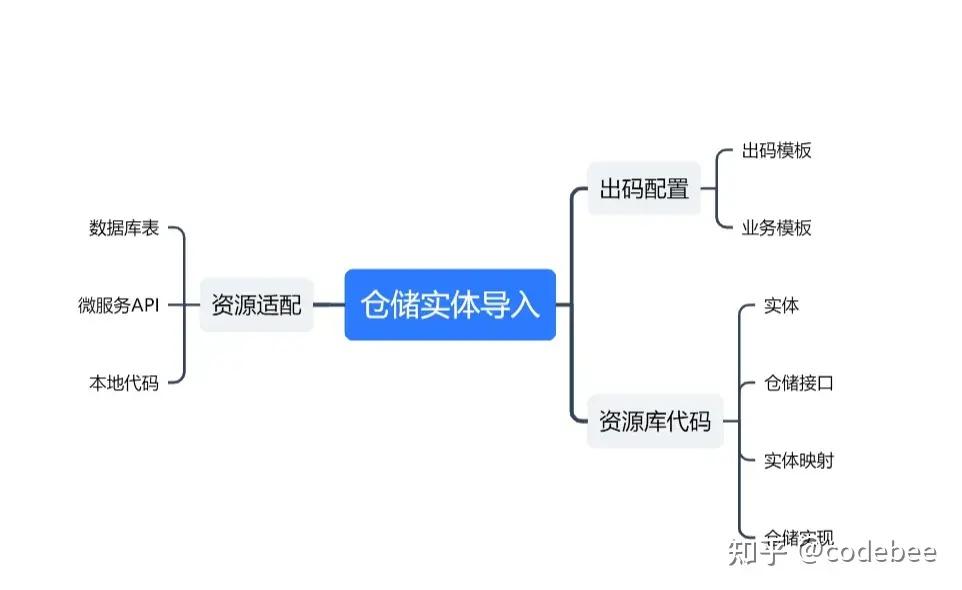 出码模板
出码配置
业务模板
数据库表
微服务API
资源适配
仓储实体导入
实体
本地代码
仓储接口
资源库代码
实体映射
仓储实现
知乎 @codebee